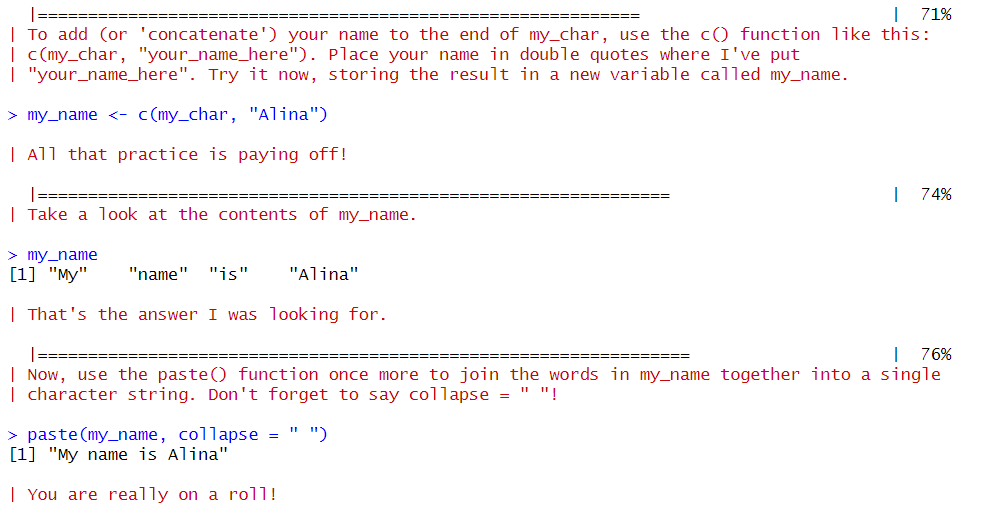 |=========================================================== | 71%
| To add (or 'concatenate') your name to the end of my_char, use the c() function like this:
| c(my_char, "your_name_here"). Place your name in double quotes where I've put
| "your_name_here". Try it now, storing the result in a new variable called my_name.
> my_name <- c(my_char, "Alina")
| All that practice is paying off!
|============================================================== | 74%
| Take a look at the contents of my_name.
> my_name
[1] "My"    "name"  "is"    "Alina"
| That's the answer I was looking for.
|================================================================ | 76%
| Now, use the paste() function once more to join the words in my_name together into a single
| character string. Don't forget to say collapse = " "!
> paste(my_name, collapse = " ")
[1] "My name is Alina"
| You are really on a roll!